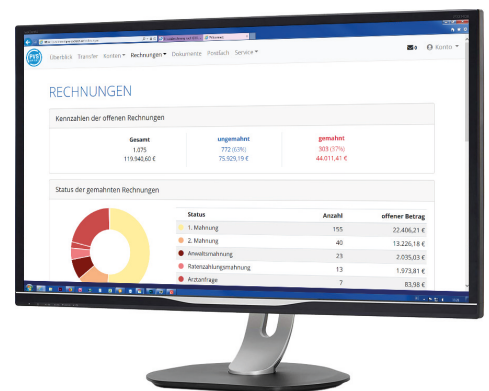 PVS
Überblick Transfer Konten Rechnungen Dokumente Postfach Service Konto
RECHNUNGEN
Kennzahlen der offenen Rechnungen
Gesamt ungemahnt gemahnt
1.075 772 (63%) 303 (37%)
119.940,60 € 75.929,19 € 44.011,41 €
Status der gemahnten Rechnungen
Status Anzahl offener Betrag
1. Mahnung 155 22.406,21 €
2. Mahnung 40 13.226,18 €
Anwaltsmahnung 23 2.035,03 €
Ratenzahlungsmahnung 13 1.973,81 €
Arztanfrage 7 83,98 €